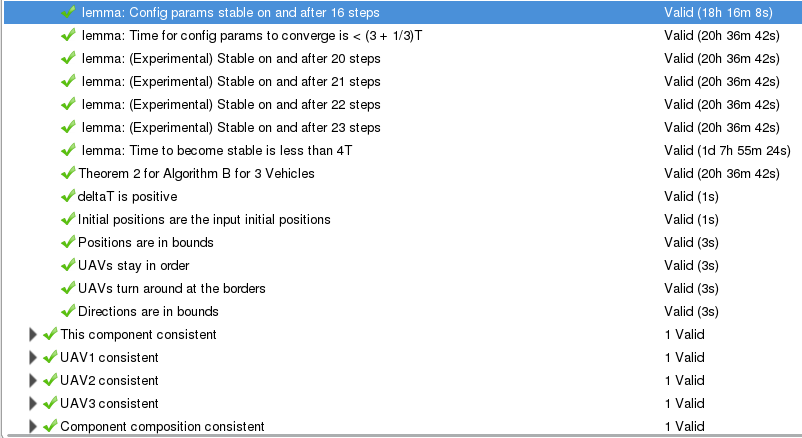 lemma: Config params stable on and after 16 steps Valid (18h 16m 8s)
lemma: Time for config params to converge is < (3 + 1/3)T Valid (20h 36m 42s)
lemma: (Experimental) Stable on and after 20 steps Valid (20h 36m 42s)
lemma: (Experimental) Stable on and after 21 steps Valid (20h 36m 42s)
lemma: (Experimental) Stable on and after 22 steps Valid (20h 36m 42s)
lemma: (Experimental) Stable on and after 23 steps Valid (20h 36m 42s)
lemma: Time to become stable is less than 4T Valid (1d 7h 55m 24s)
Theorem 2 for Algorithm B for 3 Vehicles Valid (20h 36m 42s)
deltaT is positive Valid (1s)
Initial positions are the input initial positions Valid (1s)
Positions are in bounds Valid (3s)
UAVs stay in order Valid (3s)
UAVs turn around at the borders Valid (3s)
Directions are in bounds Valid (3s)
This component consistent 1 Valid
UAV1 consistent 1 Valid
UAV2 consistent 1 Valid
UAV3 consistent 1 Valid
Component composition consistent 1 Valid